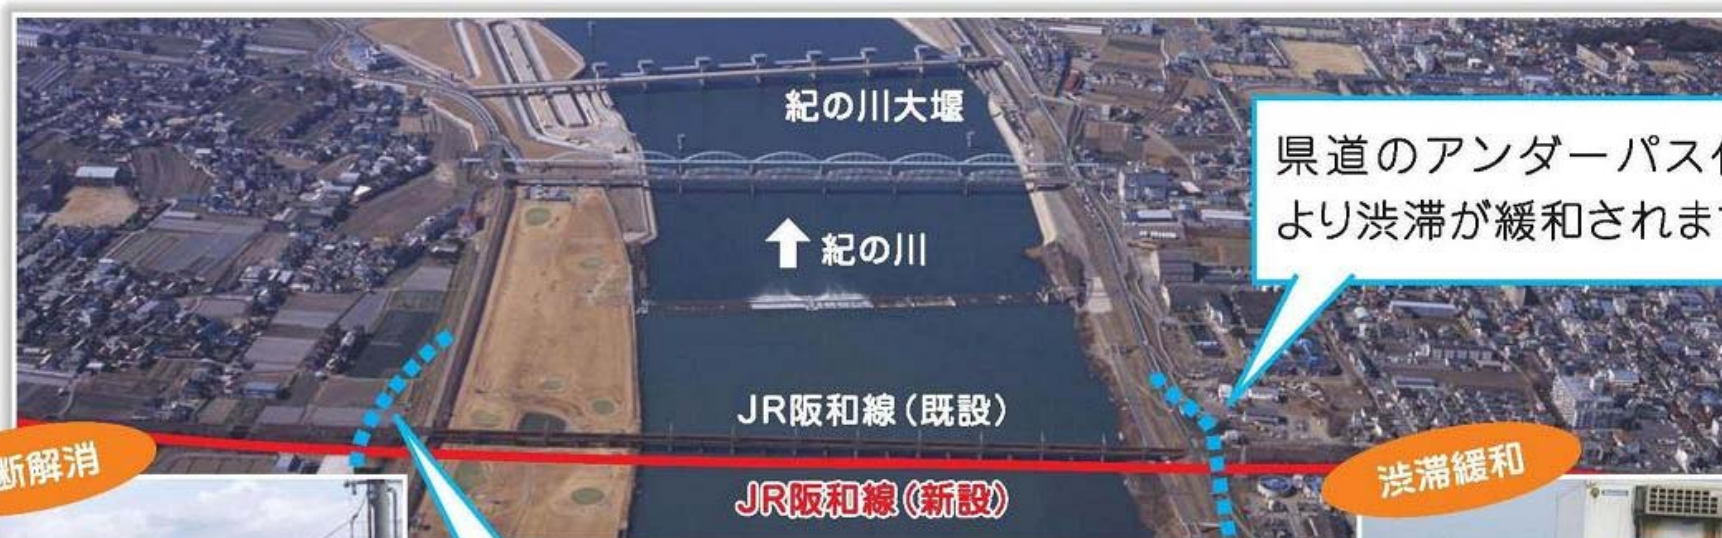 紀の川大堰
県道のアンダーパス
より渋滞が緩和されま
紀の川
JR阪和線(既設)
断解消
渋滞緩和
JR阪和線(新設)